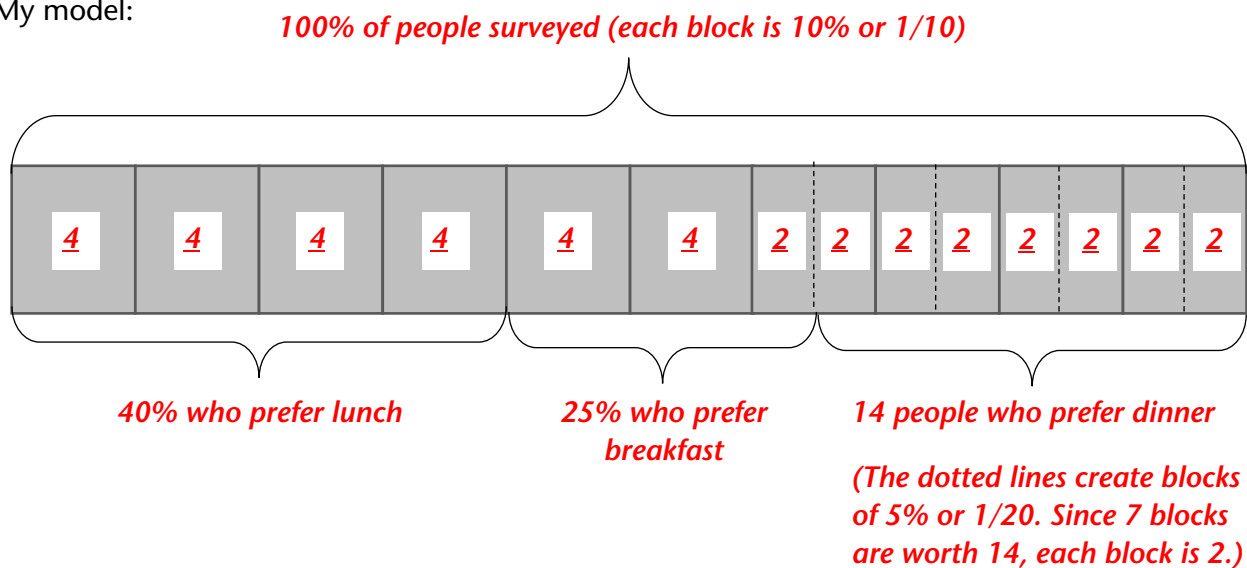 My model:
100% of people surveyed (each block is 10% or 1/10)
4 4 4 4 4 4 2 2 2 2 2 2 2 2
40% who prefer lunch
25% who prefer
breakfast
14 people who prefer dinner
(The dotted lines create blocks
of 5% or 1/20. Since 7 blocks
are worth 14, each block is 2.)